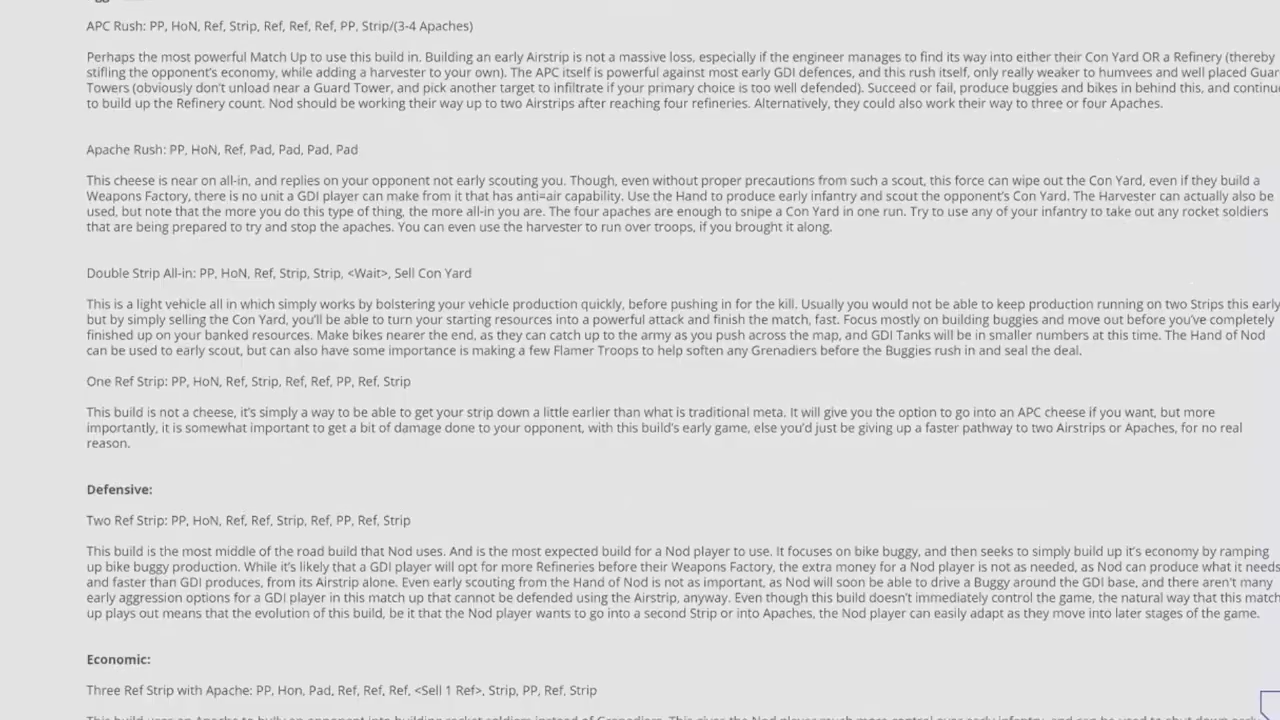 APC Rush: PP, HoN, Ref, Strip, Ref, Ref, Ref, PP, Strip/(3-4 Apaches)
Perhaps the most powerful Match Up to use this build in. Building an early Airstrip is not a massive loss, especially if the engineer manages to find its way into either their Con Yard OR a Refinery (thereby
stifling the opponent's economy, while adding a harvester to your own). The APC itself is powerful against most early GDI defences, and this rush itself, only really weaker to humvees and well placed Guar
Towers (obviously don't unload near a Guard Tower, and pick another target to infiltrate if your primary choice is too well defended). Succeed or fail, produce buggies and bikes in behind this, and continue
to build up the Refinery count. Nod should be working their way up to two Airstrips after reaching four refineries. Alternatively, they could also work their way to three or four Apaches.
Apache Rush: PP, HoN, Ref, Pad, Pad, Pad, Pad
This cheese is near on all-in, and replies on your opponent not early scouting you. Though, even without proper precautions from such a scout, this force can wipe out the Con Yard, even if they build a
Weapons Factory, there is no unit a GDI player can make from it that has anti=air capability. Use the Hand to produce early infantry and scout the opponent's Con Yard. The Harvester can actually also be
used, but note that the more you do this type of thing, the more all-in you are. The four apaches are enough to snipe a Con Yard in one run. Try to use any of your infantry to take out any rocket soldiers
that are being prepared to try and stop the apaches. You can even use the harvester to run over troops, if you brought it along.
Double Strip All-in: PP, HoN, Ref, Strip, Strip, <Wait>, Sell Con Yard
This is a light vehicle all in which simply works by bolstering your vehicle production quickly, before pushing in for the kill. Usually you would not be able to keep production running on two Strips this early
but by simply selling the Con Yard, you'll be able to turn your starting resources into a powerful attack and finish the match, fast. Focus mostly on building buggies and move out before you've completely
finished up on your banked resources. Make bikes nearer the end, as they can catch up to the army as you push across the map, and GDI Tanks will be in smaller numbers at this time. The Hand of Nod
can be used to early scout, but can also have some importance is making a few Flamer Troops to help soften any Grenadiers before the Buggies rush in and seal the deal.
One Ref Strip: PP, HoN, Ref, Strip, Ref, Ref, PP, Ref, Strip
This build is not a cheese, it's simply a way to be able to get your strip down a little earlier than what is traditional meta. It will give you the option to go into an APC cheese if you want, but more
importantly, it is somewhat important to get a bit of damage done to your opponent, with this build's early game, else you'd just be giving up a faster pathway to two Airstrips or Apaches, for no real
reason.
Defensive:
Two Ref Strip: PP, HoN, Ref, Ref, Strip, Ref, PP, Ref, Strip
This build is the most middle of the road build that Nod uses. And is the most expected build for a Nod player to use. It focuses on bike buggy, and then seeks to simply build up it's economy by ramping
up bike buggy production. While it's likely that a GDI player will opt for more Refineries before their Weapons Factory, the extra money for a Nod player is not as needed, as Nod can produce what it needs
and faster than GDI produces, from its Airstrip alone. Even early scouting from the Hand of Nod is not as important, as Nod will soon be able to drive a Buggy around the GDI base, and there aren't many
early aggression options for a GDI player in this match up that cannot be defended using the Airstrip, anyway. Even though this build doesn't immediately control the game, the natural way that this match
up plays out means that the evolution of this build, be it that the Nod player wants to go into a second Strip or into Apaches, the Nod player can easily adapt as they move into later stages of the game.
Economic:
Three Ref Strip with Apache: PP, Hon, Pad, Ref, Ref, Ref, <Sell 1 Ref>, Strip, PP, Ref, Strip